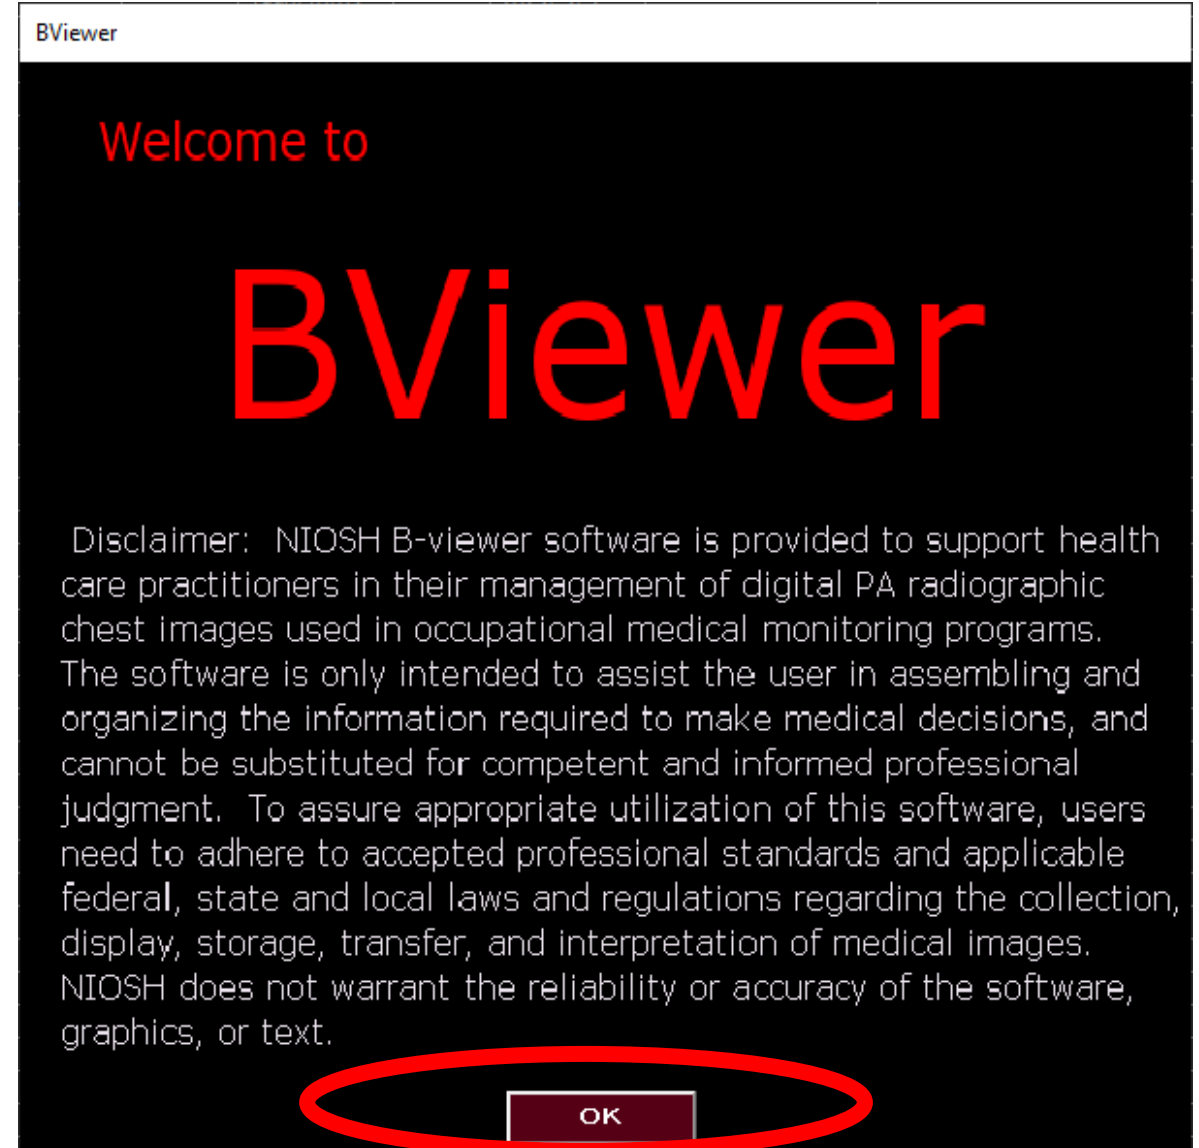 BViewer
Welcome to
BViewer
Disclaimer:  NIOSH B-viewer software is provided to support health
care practitioners in their management of digital PA radiographic
chest images used in occupational medical monitoring programs.
The software is only intended to assist the user in assembling and
organizing the information required to make medical decisions, and
cannot be substituted for competent and informed professional
judgment.  To assure appropriate utilization of this software, users
need to adhere to accepted professional standards and applicable
federal, state and local laws and regulations regarding the collection,
display, storage, transfer, and interpretation of medical images.
NIOSH does not warrant the reliability or accuracy of the software,
graphics, or text.
OK